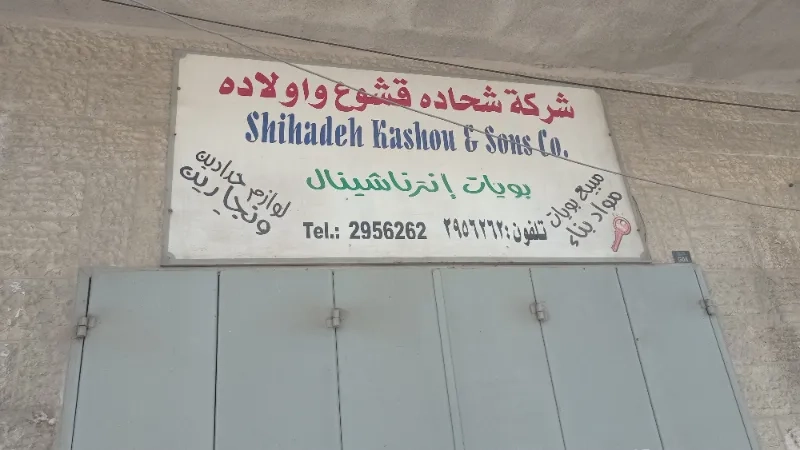 شركة شحاده قشوع واولاده
Shihadeh Kashou & Sons Co.
بويات إنترناشينال
مبيع بويات
مواد بناء
لوازم حدادين
ونجارين
Tel.: 2956262 تلفون: ٢٩٥٦٢٦٢